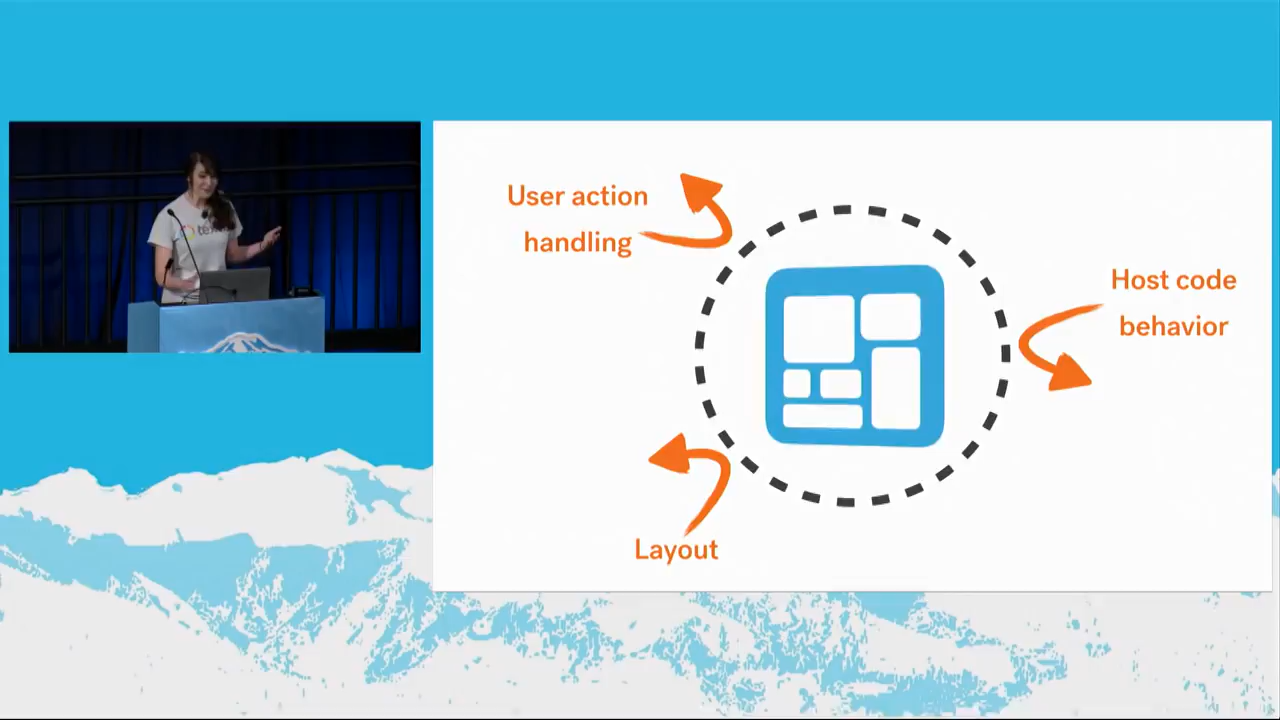 User action
handling
Host code
behavior
Layout